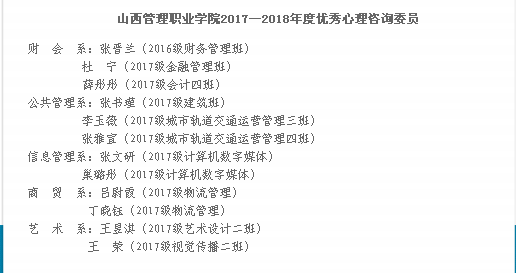 山西管理职业学院2017—2018年度优秀心理咨询委员
财 会 系：张晋兰（2016级财务管理班）
杜 宁（2017级金融管理班）
薛彤彤（2017级会计四班）
公共管理系：张书瑾（2017级建筑班）
李玉薇（2017级城市轨道交通运营管理三班）
张雅宣（2017级城市轨道交通运营管理四班）
信息管理系：张文研（2017级计算机数字媒体）
巢璐彤（2017级计算机数字媒体）
商 贸 系：吕尉霞（2017级物流管理）
丁晓钰（2017级物流管理）
艺 术 系：王昱淇（2017级艺术设计二班）
王 荣（2017级视觉传播二班）